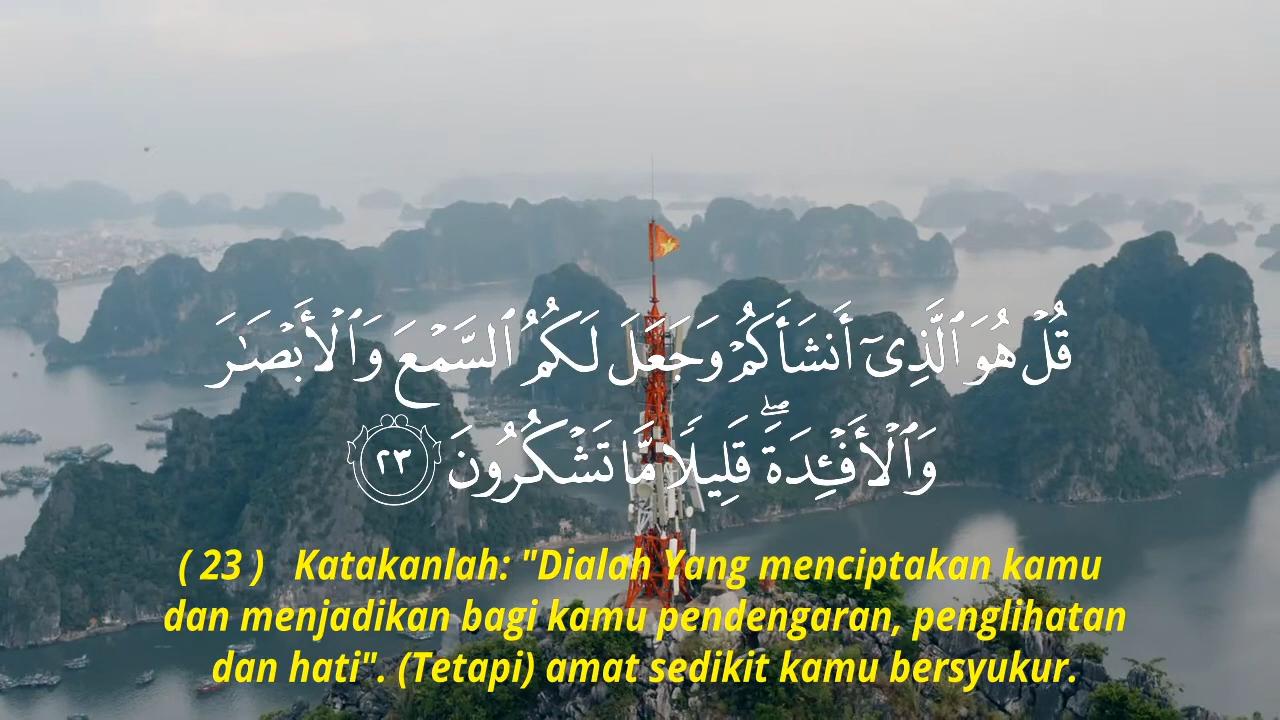 قُلْ هُوَ ٱلَّذِىٓ أَنشَأَكُمْ وَجَعَلَ لَكُمُ ٱلسَّمْعَ وَٱلْأَبْصَـٰرَ
وَٱلْأَفْـِٔدَةَ ۖ قَلِيلًا مَّا تَشْكُرُونَ ٢٣
( 23 ) Katakanlah: "Dialah Yang menciptakan kamu
dan menjadikan bagi kamu pendengaran, penglihatan
dan hati". (Tetapi) amat sedikit kamu bersyukur.